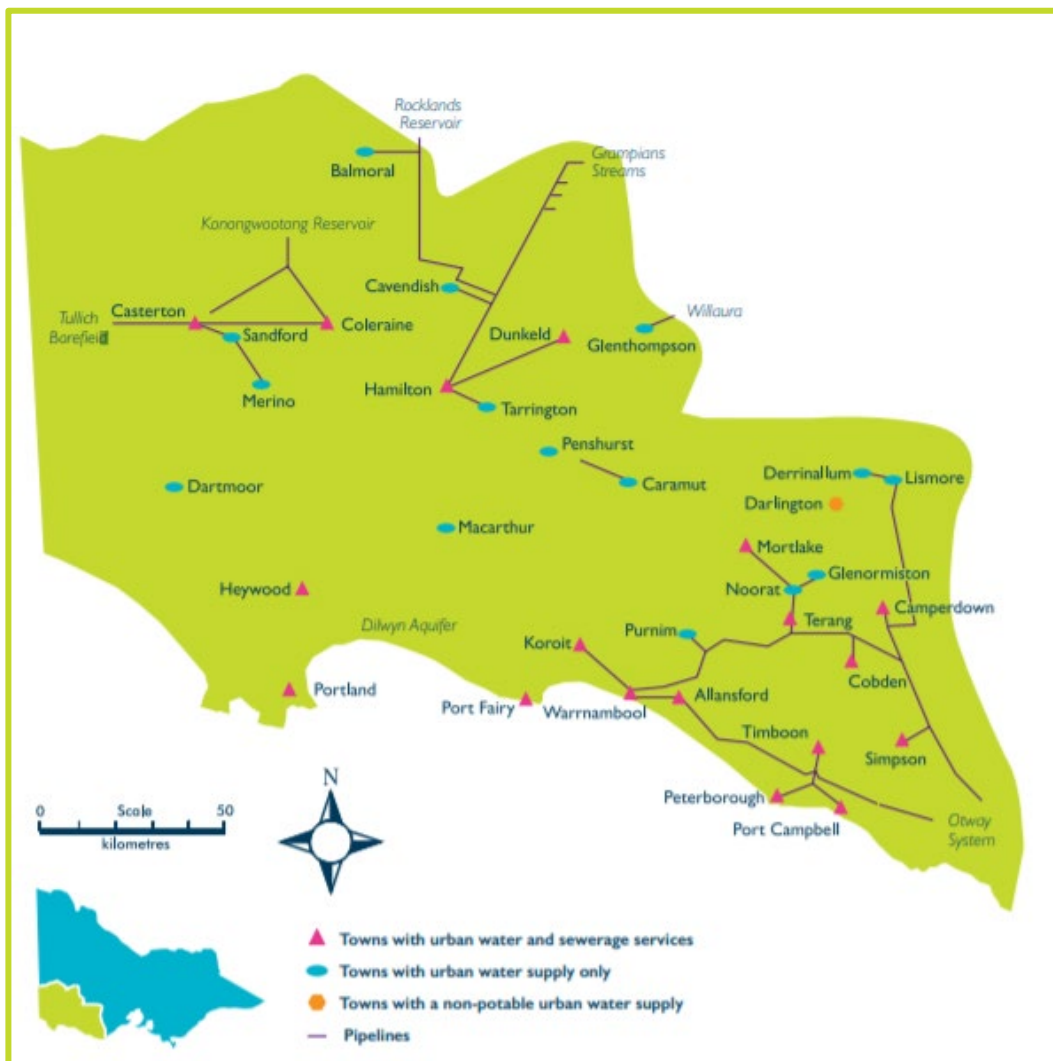 Rocklands
Reservoir
Grampians
Streams
Balmoral
Konongwootong Reservoir
Cavendish
Casterton
Willaura
Tullich
Borefield
Sandford
Coleraine
Dunkeld
Glenthompson
Merino
Hamilton
Tarrington
Penshurst
Derrinallum
Lismore
Dartmoor
Caramut
Darlington
Macarthur
Mortlake
Glenormiston
Heywood
Noorat
Camperdown
Dilwyn Aquifer
Koroit
Purnim
Terang
Cobden
Portland
Port Fairy
Warrnambool
Allansford
Timboon
Simpson
Peterborough
Port Campbell
Otway
System
N
0 Scale 50
kilometres
Towns with urban water and sewerage services
Towns with urban water supply only
Towns with a non-potable urban water supply
Pipelines